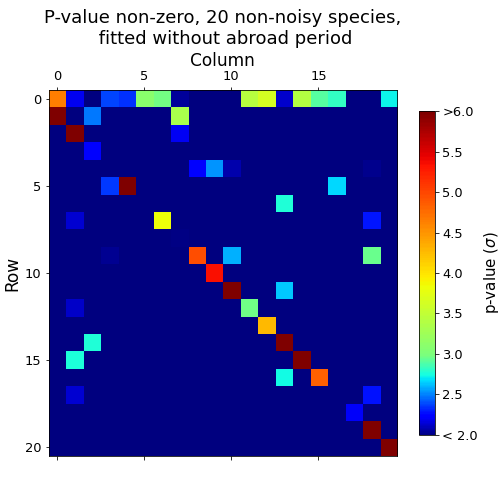 P-value non-zero, 20 non-noisy species,
fitted without abroad period
Column
0 5 10 15
0
5
10
15
20
Row
>6.0
5.5
5.0
4.5
4.0
3.5
3.0
2.5
< 2.0
p-value (σ)